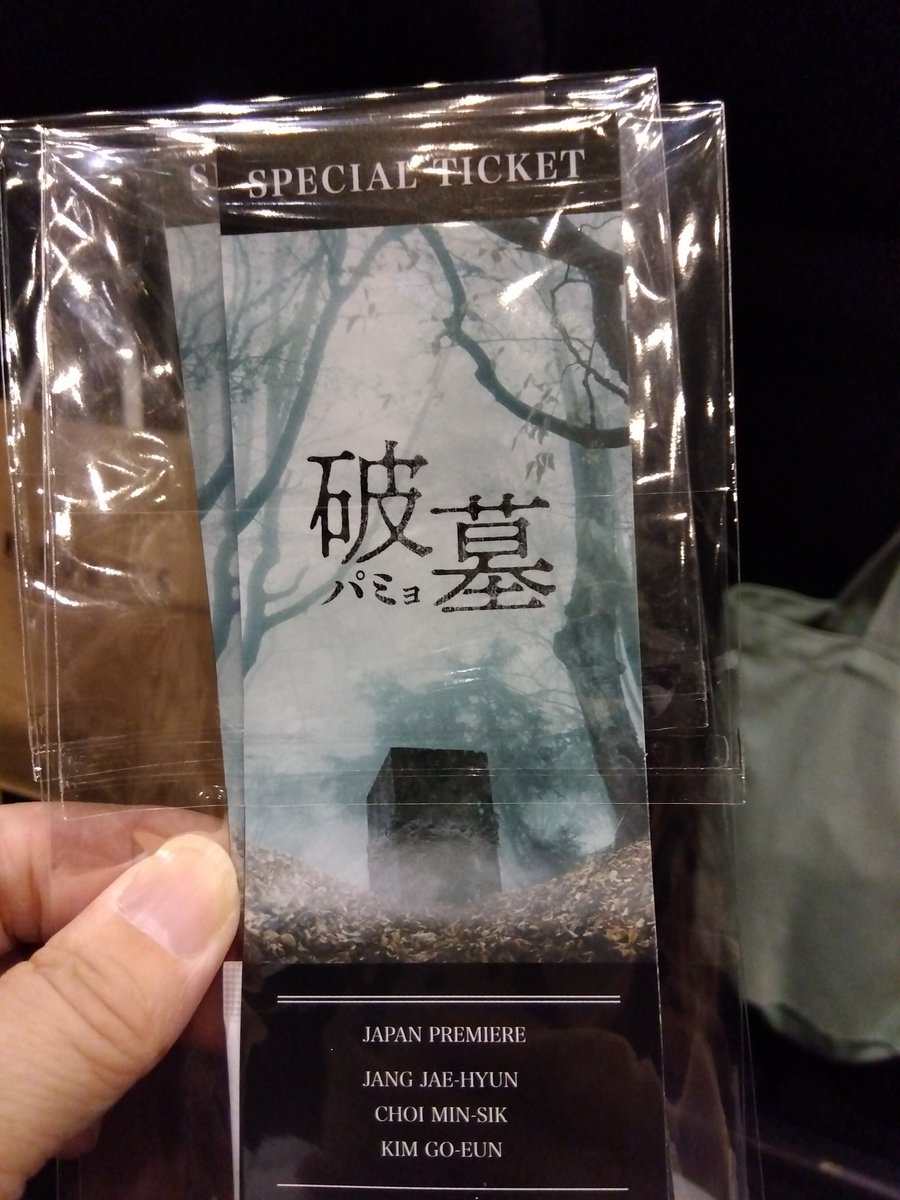 SPECIAL TICKET
破墓
パミョ
JAPAN PREMIERE
JANG JAE-HYUN
CHOI MIN-SIK
KIM GO-EUN